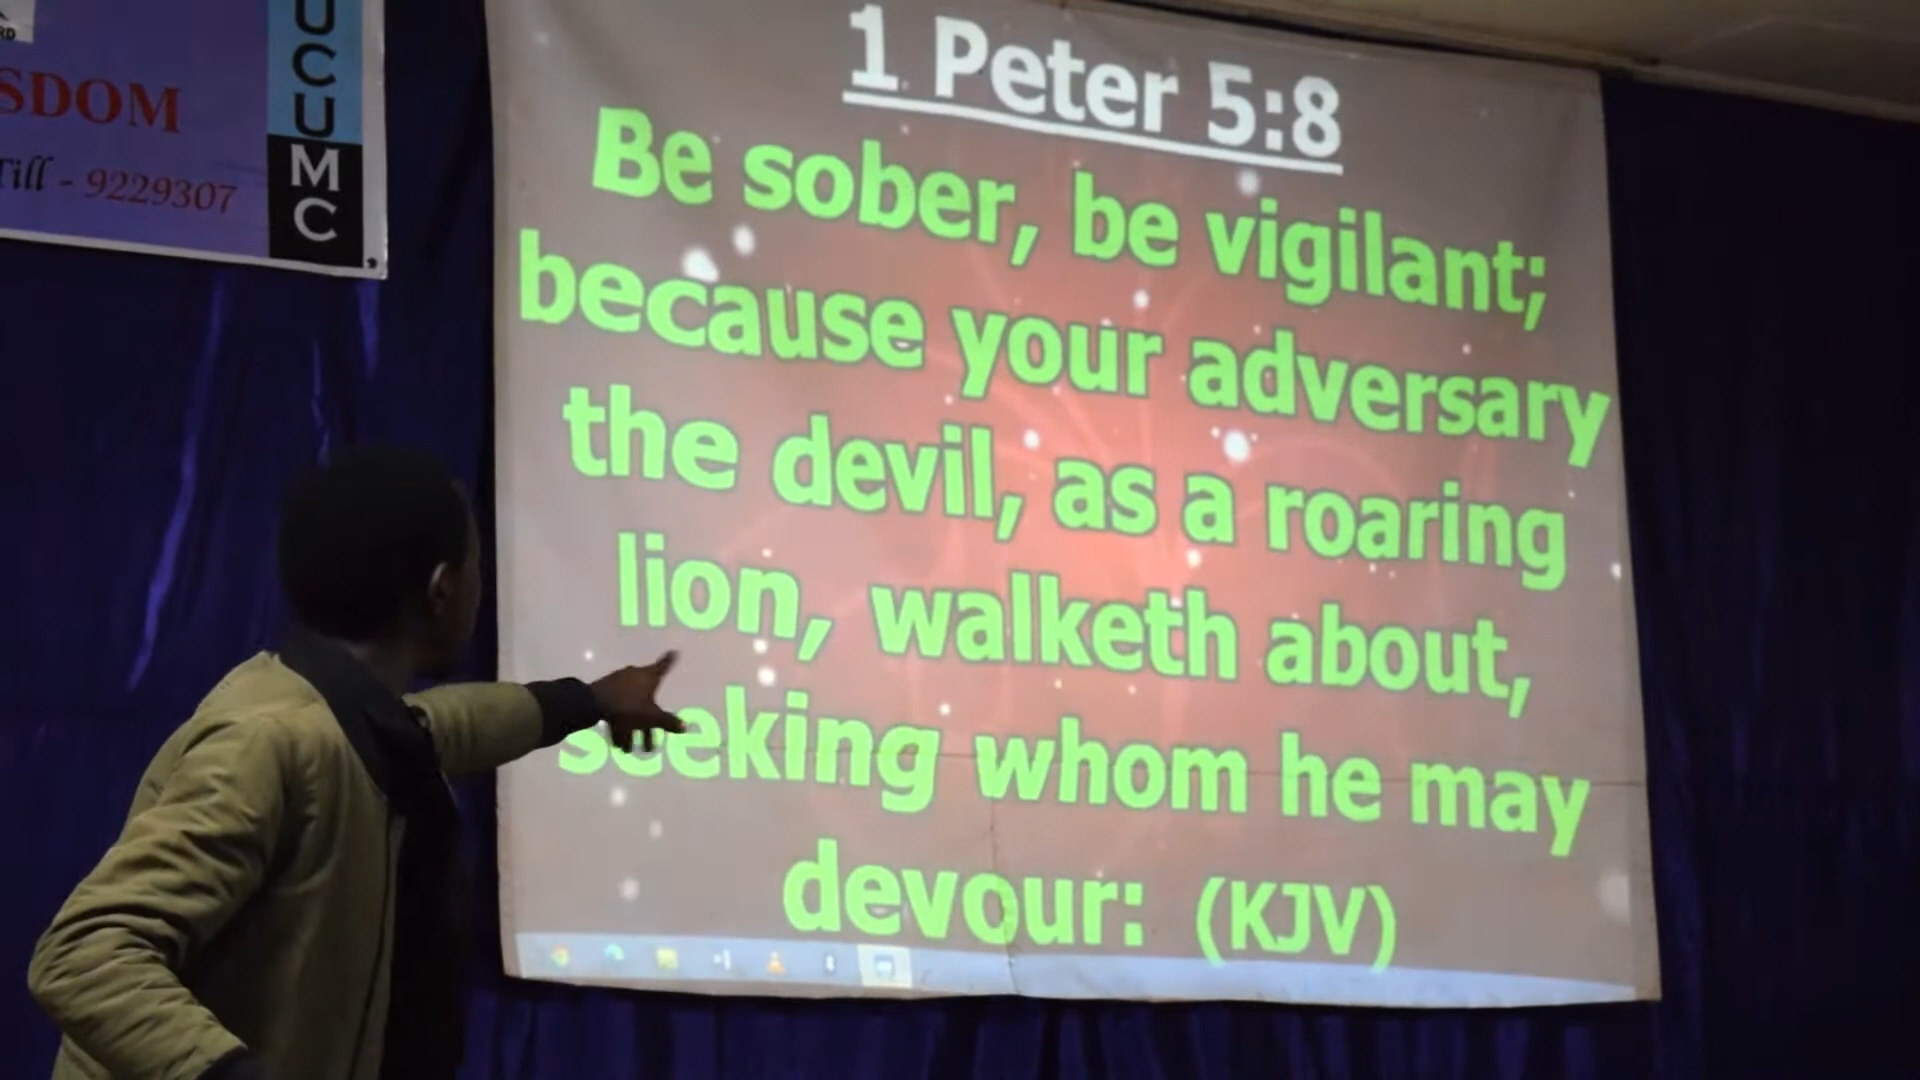 RD
SDOM
Till - 9229307
U
C
U
M
C
1 Peter 5:8
Be sober, be vigilant;
because your adversary
the devil, as a roaring
lion, walketh about,
seeking whom he may
devour: (KJV)